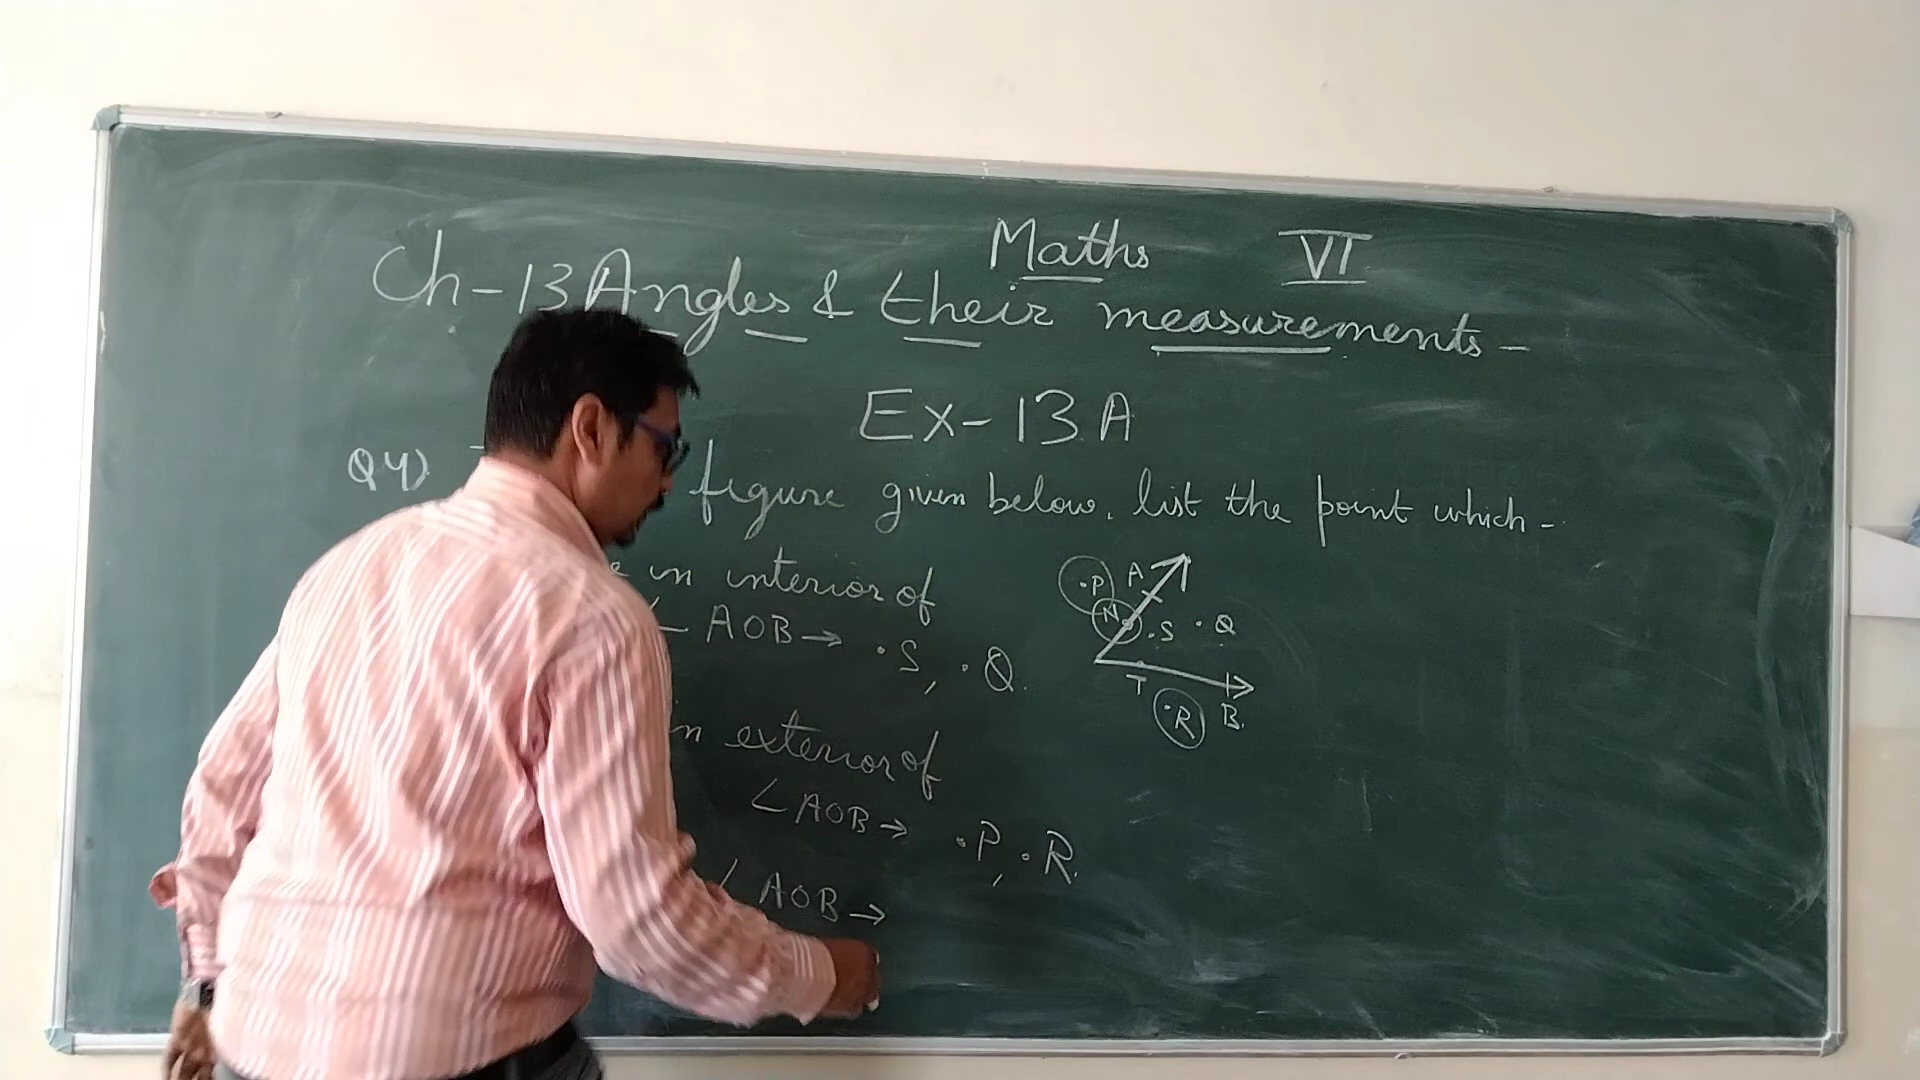 Maths VI
Ch-13 Angles & their measurements -
Ex-13A
Q4) figure given below, list the point which -
in interior of
∠AOB → .S, .Q.
in exterior of
∠AOB → .P, .R.
∠AOB →
.P A
N .S .Q
T
.R B.